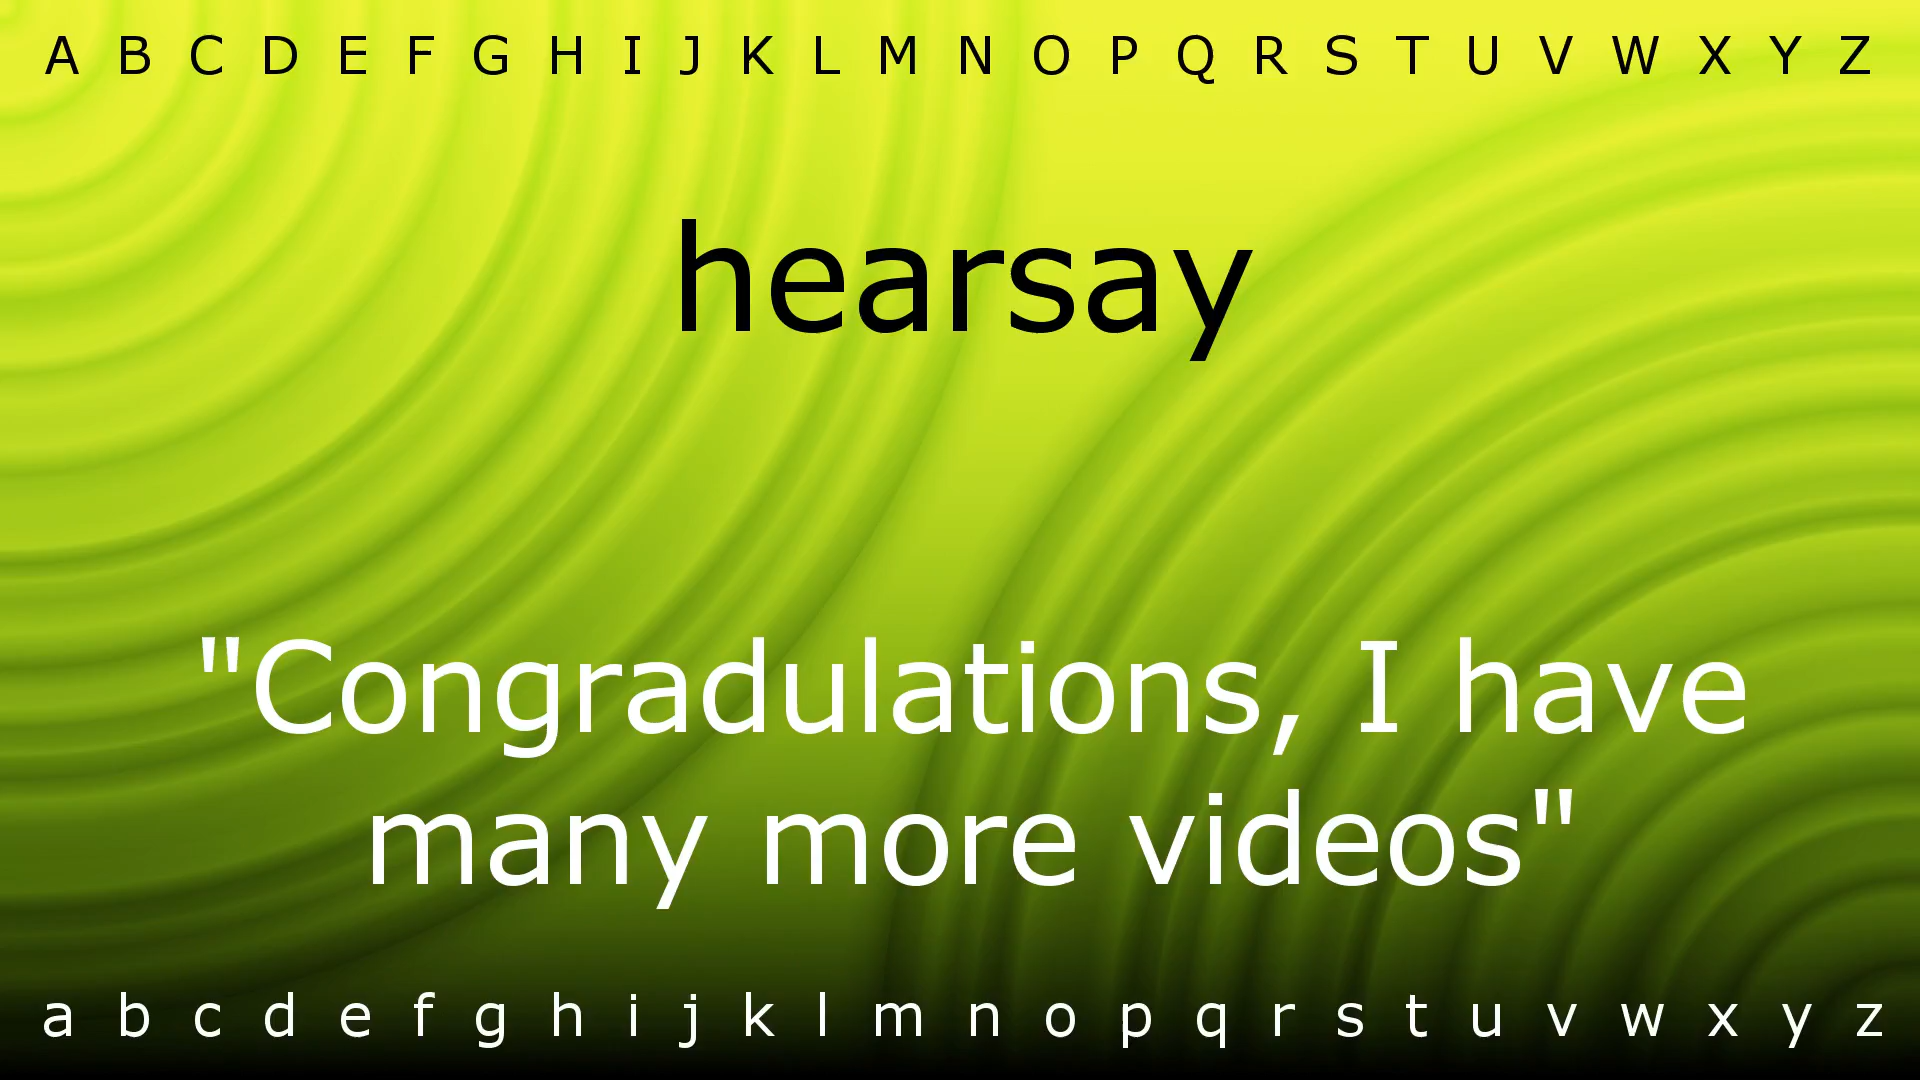 A B C D E F G H I J K L M N O P Q R S T U V W X Y Z
hearsay
"Congradulations, I have
many more videos"
a b c d e f g h i j k l m n o p q r s t u v w x y z